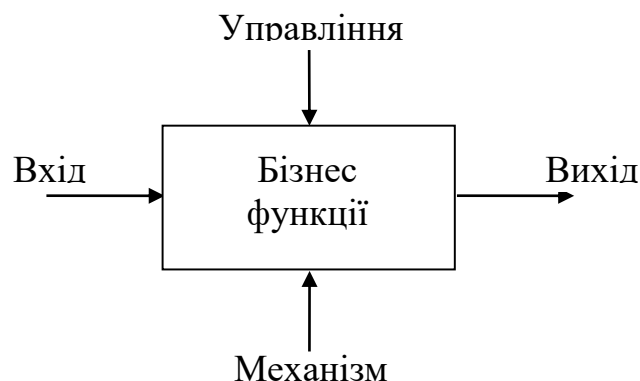 Управління
Вхід
Бізнес
функції
Вихід
Механізм